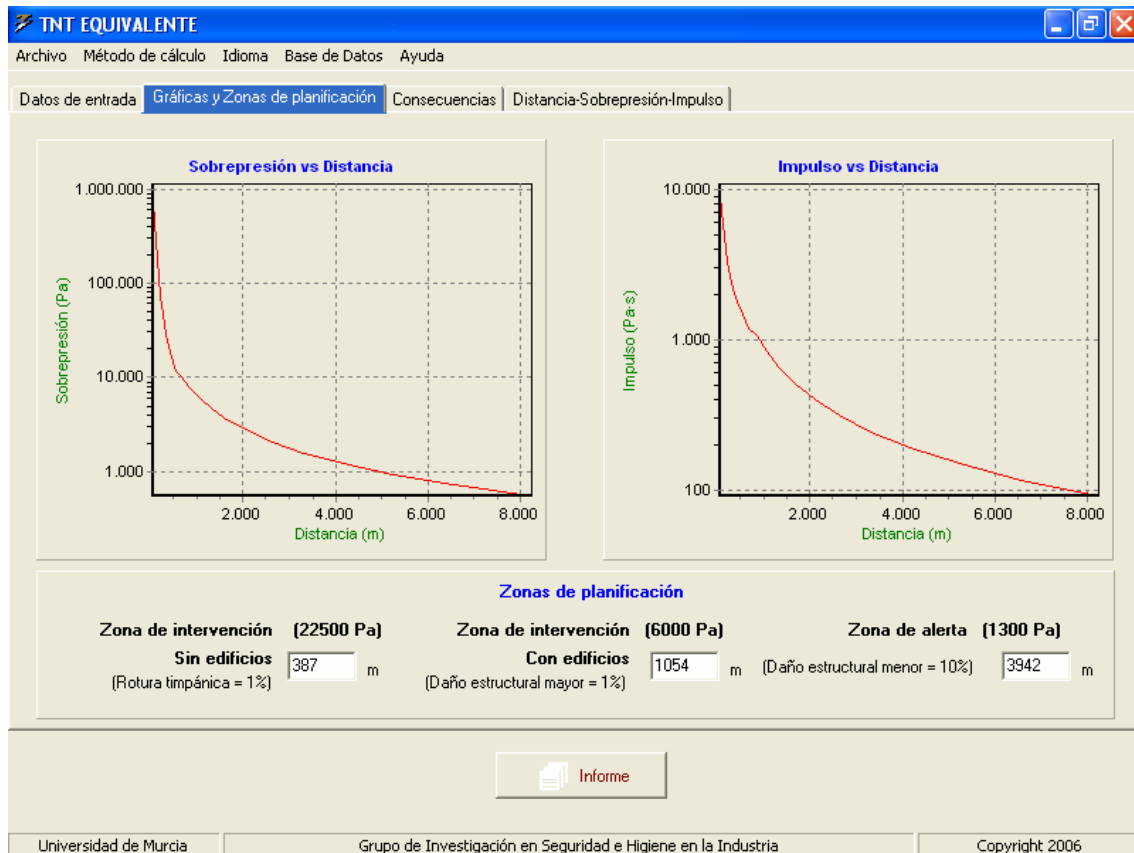 TNT EQUIVALENTE
Archivo Método de cálculo Idioma Base de Datos Ayuda
Datos de entrada Gráficas y Zonas de planificación Consecuencias Distancia-Sobrepresión-Impulso
Sobrepresión vs Distancia
1.000.000
100.000
10.000
1.000
Sobrepresión (Pa)
2.000 4.000 6.000 8.000
Distancia (m)
Impulso vs Distancia
10.000
1.000
100
Impulso (Pa·s)
2.000 4.000 6.000 8.000
Distancia (m)
Zonas de planificación
Zona de intervención (22500 Pa)
Sin edificios 387 m
(Rotura timpánica = 1%)
Zona de intervención (6000 Pa)
Con edificios 1054 m
(Daño estructural mayor = 1%)
Zona de alerta (1300 Pa)
(Daño estructural menor = 10%) 3942 m
Informe
Universidad de Murcia Grupo de Investigación en Seguridad e Higiene en la Industria Copyright 2006